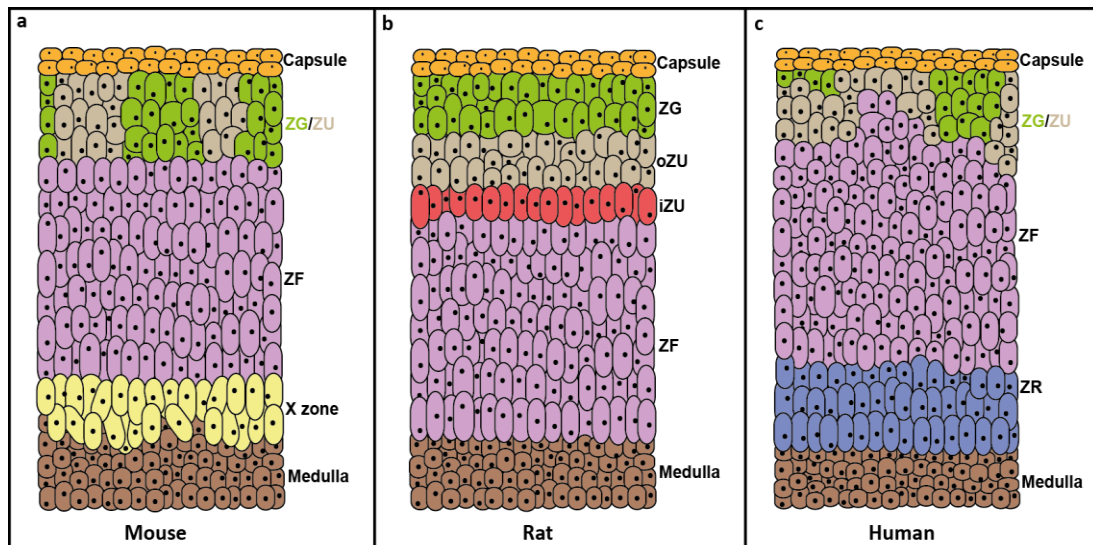 a
Capsule
ZG/ZU
ZF
X zone
Medulla
Mouse
b
Capsule
ZG
oZU
iZU
ZF
Medulla
Rat
c
Capsule
ZG/ZU
ZF
ZR
Medulla
Human